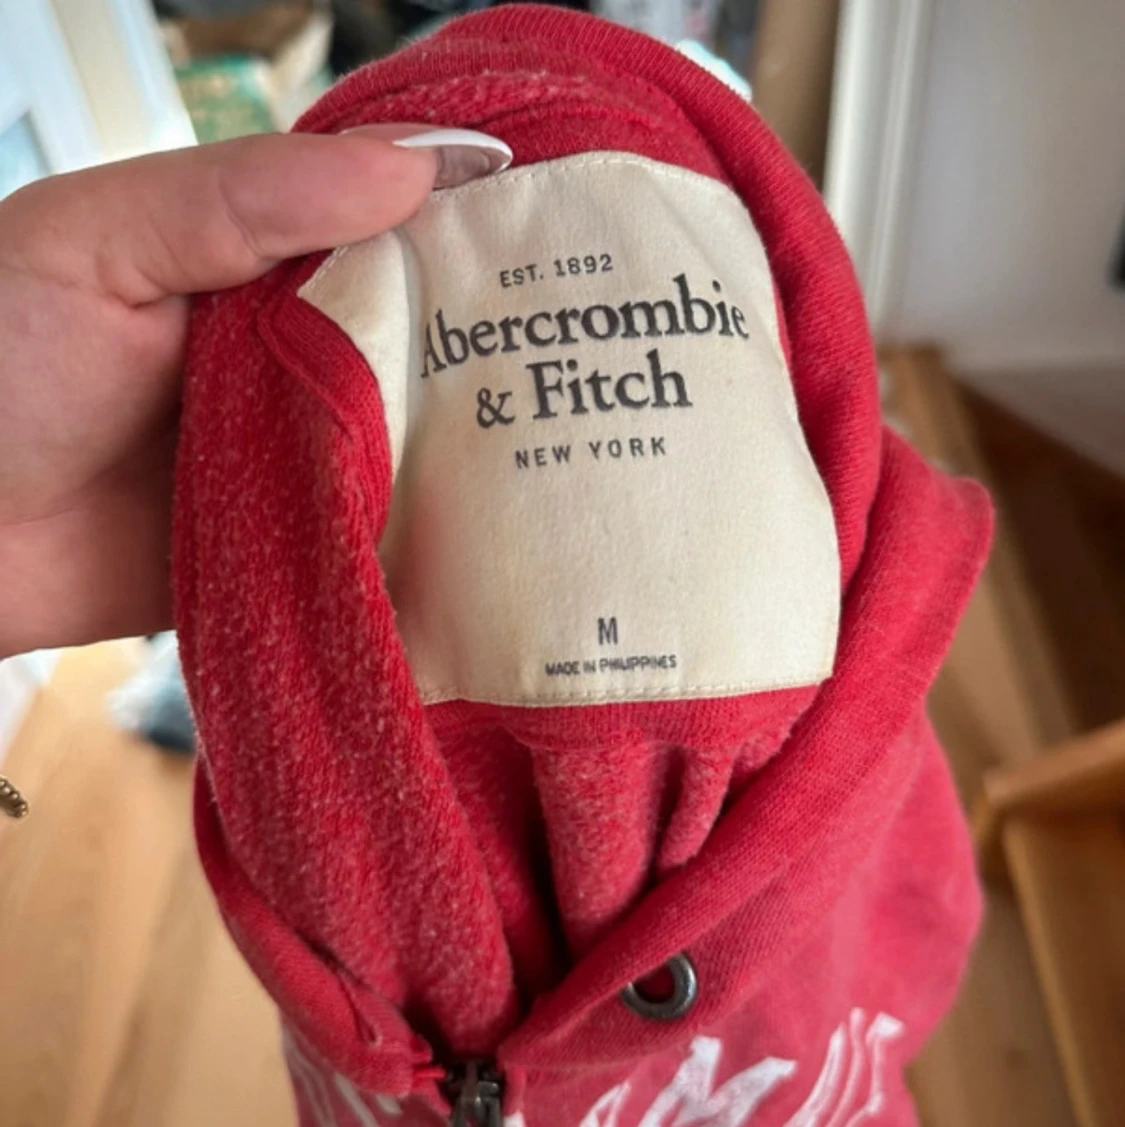 EST. 1892
Abercrombie
& Fitch
NEW YORK
M
MADE IN PHILIPPINES